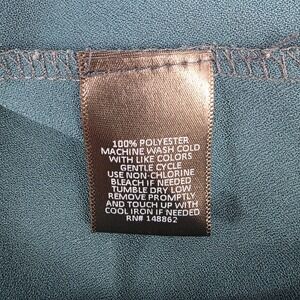 100% POLYESTER
MACHINE WASH COLD
WITH LIKE COLORS
GENTLE CYCLE
USE NON-CHLORINE
BLEACH IF NEEDED
TUMBLE DRY LOW
REMOVE PROMPTLY
AND TOUCH UP WITH
COOL IRON IF NEEDED
RN# 148862